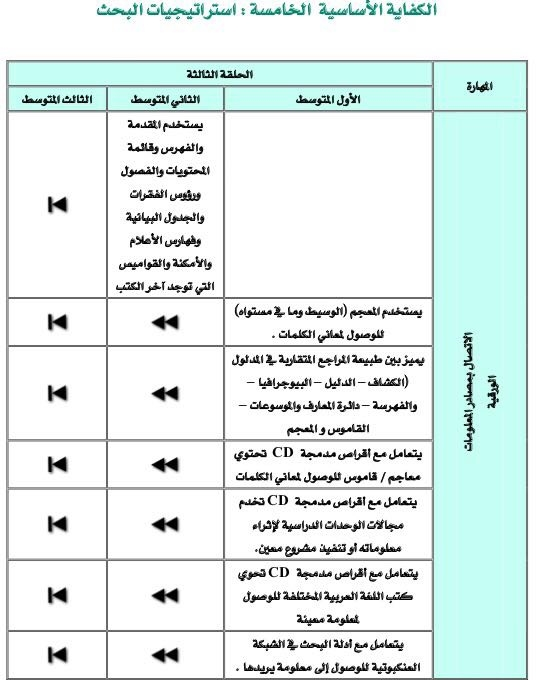 الكفاية الأساسية الخامسة : استراتيجيات البحث
المهارة
الحلقة الثالثة
الأول المتوسط
الثاني المتوسط
الثالث المتوسط
الاتصال بمصادر المعلومات
الورقية
يستخدم المقدمة
والفهرس وقائمة
المحتويات والفصول
ورؤوس الفقرات
والجدول البيانية
وفهارس الأعلام
والأمكنة والقواميس
التي توجد آخر الكتب
يستخدم المعجم (الوسيط وما في مستواه)
للوصول لمعاني الكلمات .
يميز بين طبيعة المراجع المتقاربة في المدلول
(الكشاف – الدليل – البيوجرافيا –
والفهرسة – دائرة المعارف والموسوعات –
القاموس و المعجم
يتعامل مع أقراص مدمجة CD تحتوي
معاجم / قاموس للوصول لمعاني الكلمات
يتعامل مع أقراص مدمجة CD تخدم
مجالات الوحدات الدراسية لإثراء
معلوماته أو تنفيذ مشروع معين.
يتعامل مع أقراص مدمجة CD تحوي
كتب اللغة العربية المختلفة للوصول
لمعلومة معينة
يتعامل مع أدلة البحث في الشبكة
العنكبوتية للوصول إلى معلومة يريدها .